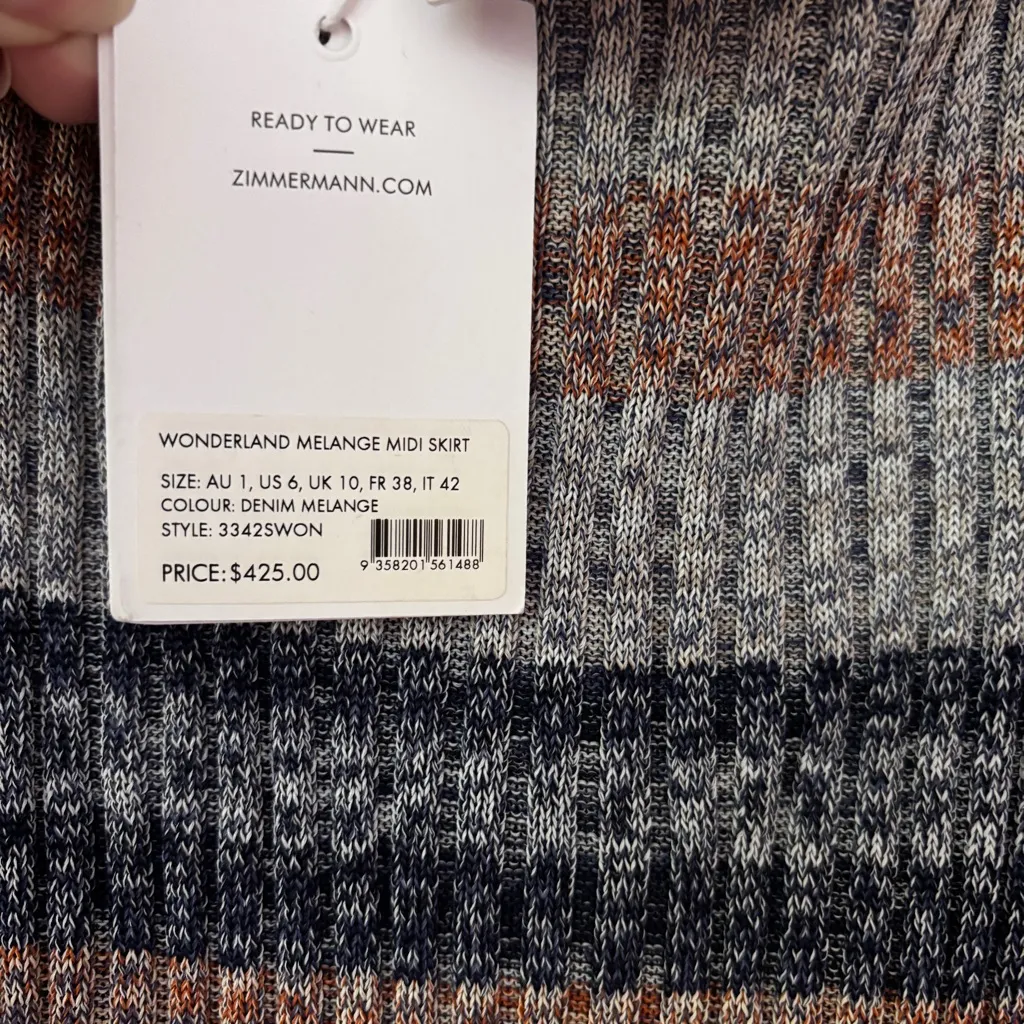 READY TO WEAR
ZIMMERMANN.COM
WONDERLAND MELANGE MIDI SKIRT
SIZE: AU 1, US 6, UK 10, FR 38, IT 42
COLOUR: DENIM MELANGE
STYLE: 3342SWON
PRICE: $425.00
9 358201 561488